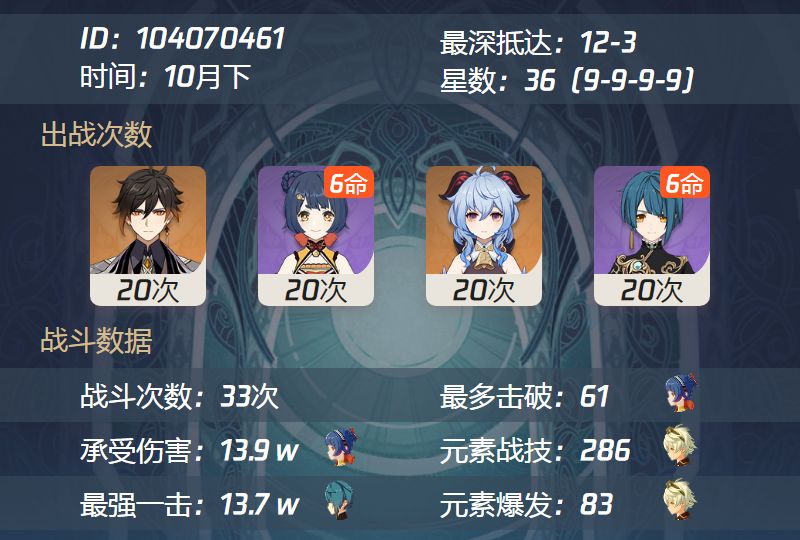 ID：104070461
最深抵达：12-3
时间：10月下
星数：36（9-9-9-9）
出战次数
6命
6命
20次
20次
20次
20次
战斗数据
战斗次数：33次
最多击破：61
承受伤害：13.9 w
元素战技：286
最强一击：13.7 w
元素爆发：83